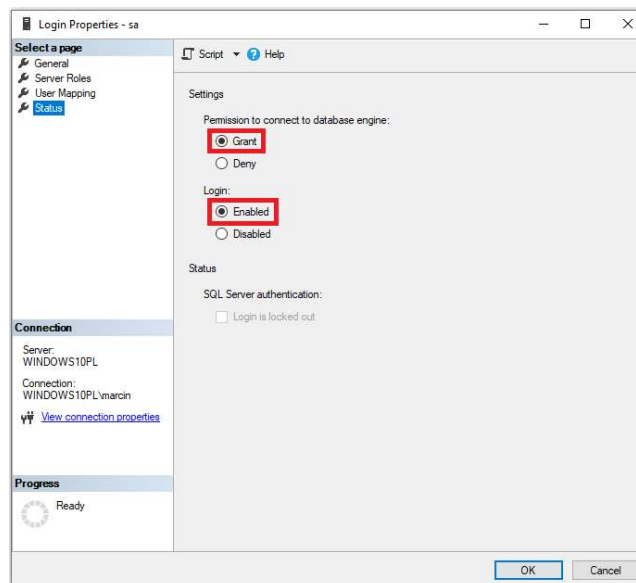 Login Properties - sa
Select a page
General
Server Roles
User Mapping
Status
Script
Help
Settings
Permission to connect to database engine:
Grant
Deny
Login:
Enabled
Disabled
Status
SQL Server authentication:
Login is locked out
Connection
Server:
WINDOWS10PL
Connection:
WINDOWS10PL\marcin
View connection properties
Progress
Ready
OK
Cancel